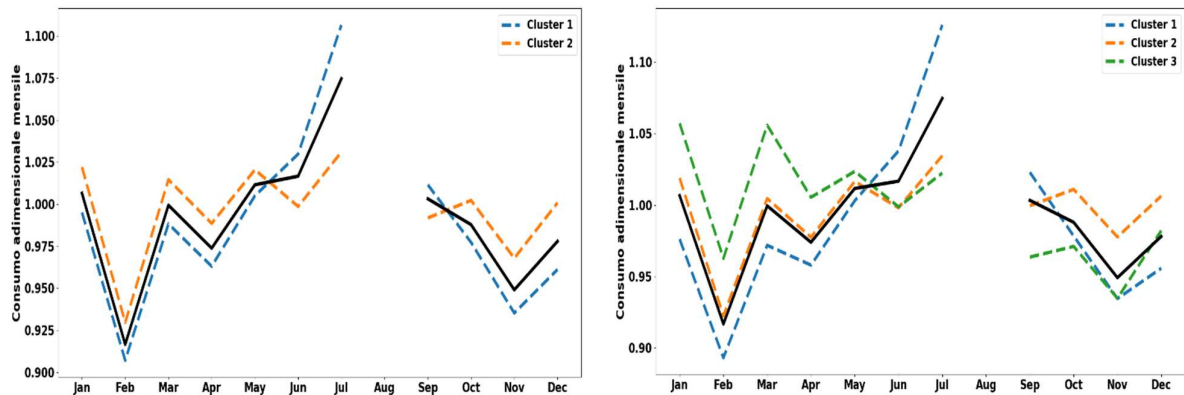 Consumo adimensionale mensile
1.100
1.075
1.050
1.025
1.000
0.975
0.950
0.925
0.900
Jan Feb Mar Apr May Jun Jul Aug Sep Oct Nov Dec
Cluster 1
Cluster 2
Consumo adimensionale mensile
1.10
1.05
1.00
0.95
0.90
Jan Feb Mar Apr May Jun Jul Aug Sep Oct Nov Dec
Cluster 1
Cluster 2
Cluster 3